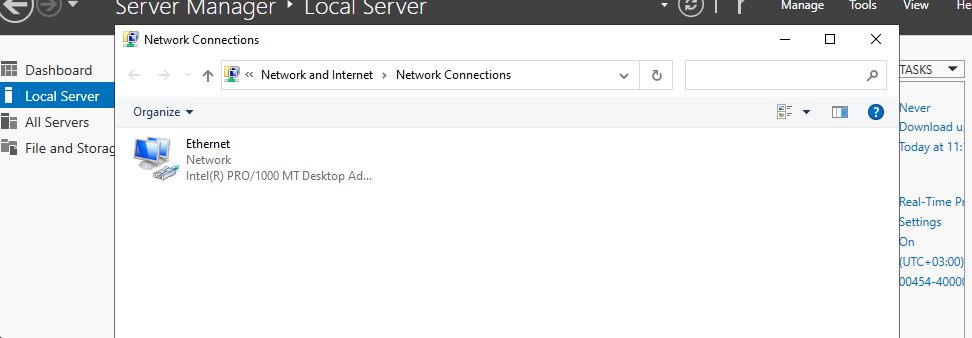 Server Manager ‣ Local Server
Manage Tools View
Network Connections
Dashboard
Local Server
All Servers
File and Storag
« Network and Internet › Network Connections
TASKS
Organize
Ethernet
Network
Intel(R) PRO/1000 MT Desktop Ad...
Never
Download u
Today at 11:
Real-Time Pr
Settings
On
(UTC+03:00)
00454-40000